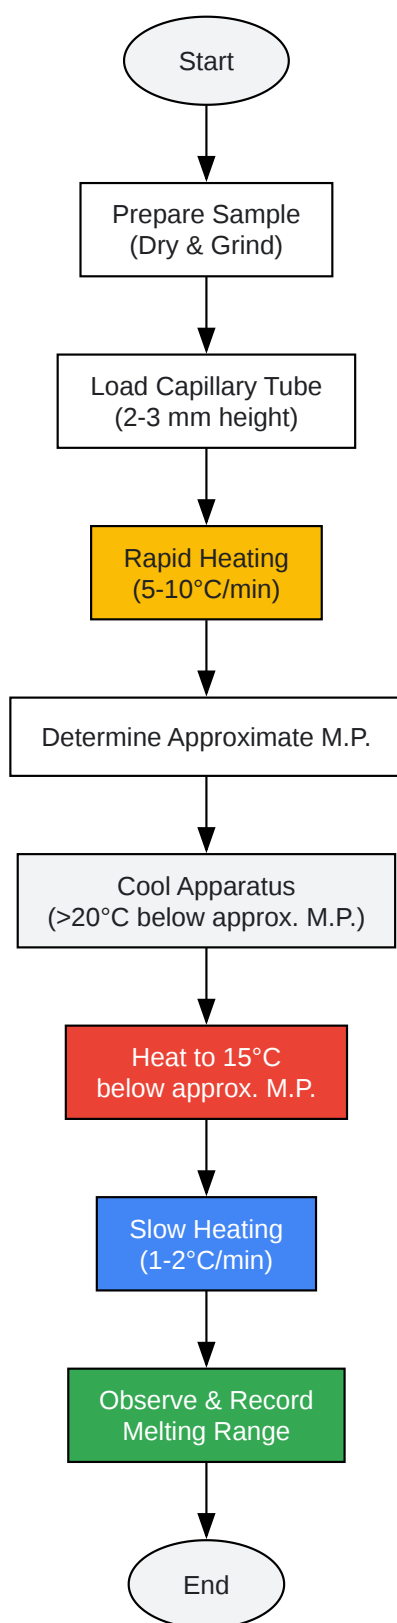 Start
Prepare Sample
(Dry & Grind)
Load Capillary Tube
(2-3 mm height)
Rapid Heating
(5-10°C/min)
Determine Approximate M.P.
Cool Apparatus
(>20°C below approx. M.P.)
Heat to 15°C
below approx. M.P.
Slow Heating
(1-2°C/min)
Observe & Record
Melting Range
End